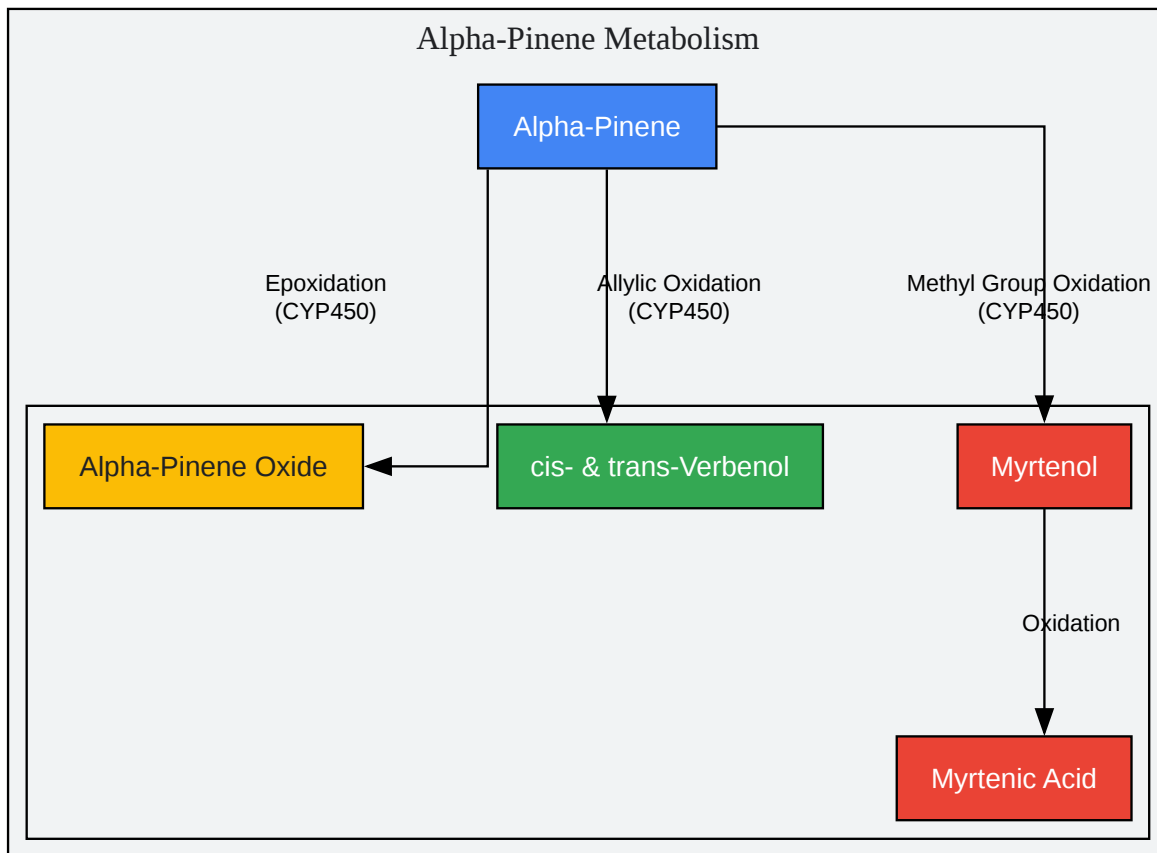 Alpha-Pinene Metabolism
Alpha-Pinene
Epoxidation
(CYP450)
Allylic Oxidation
(CYP450)
Methyl Group Oxidation
(CYP450)
Alpha-Pinene Oxide
cis- & trans-Verbenol
Myrtenol
Oxidation
Myrtenic Acid